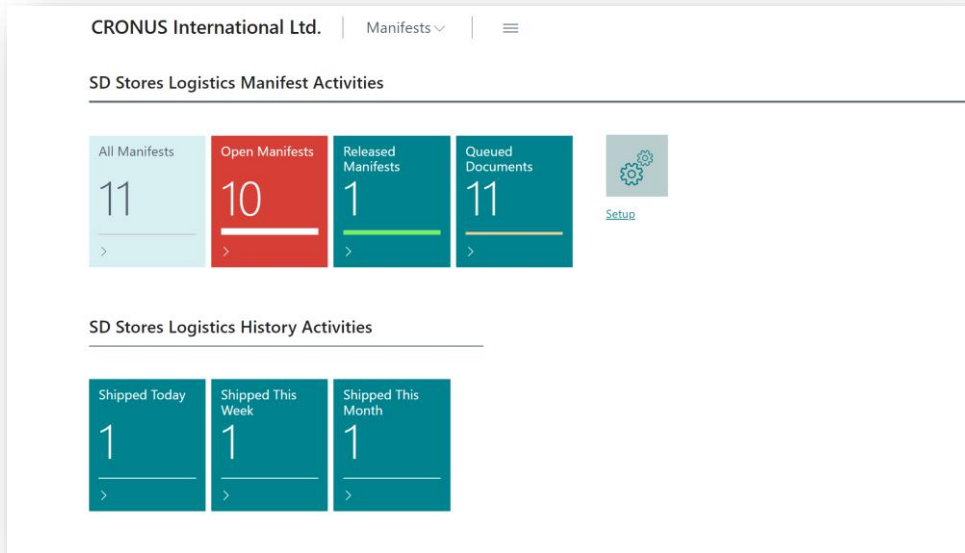 CRONUS International Ltd.
Manifests
SD Stores Logistics Manifest Activities
All Manifests
11
Open Manifests
10
Released
Manifests
1
Queued
Documents
11
Setup
SD Stores Logistics History Activities
Shipped Today
1
Shipped This
Week
1
Shipped This
Month
1